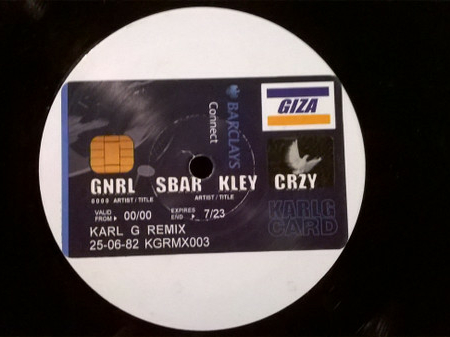 GIZA
BARCLAYS
Connect
GNRL SBAR KLEY CRZY
0000 ARTIST / TITLE ARTIST / TITLE
VALID FROM 00/00 EXPIRES END 7/23
KARL G REMIX
25-06-82 KGRMX003
KARLG
CARD